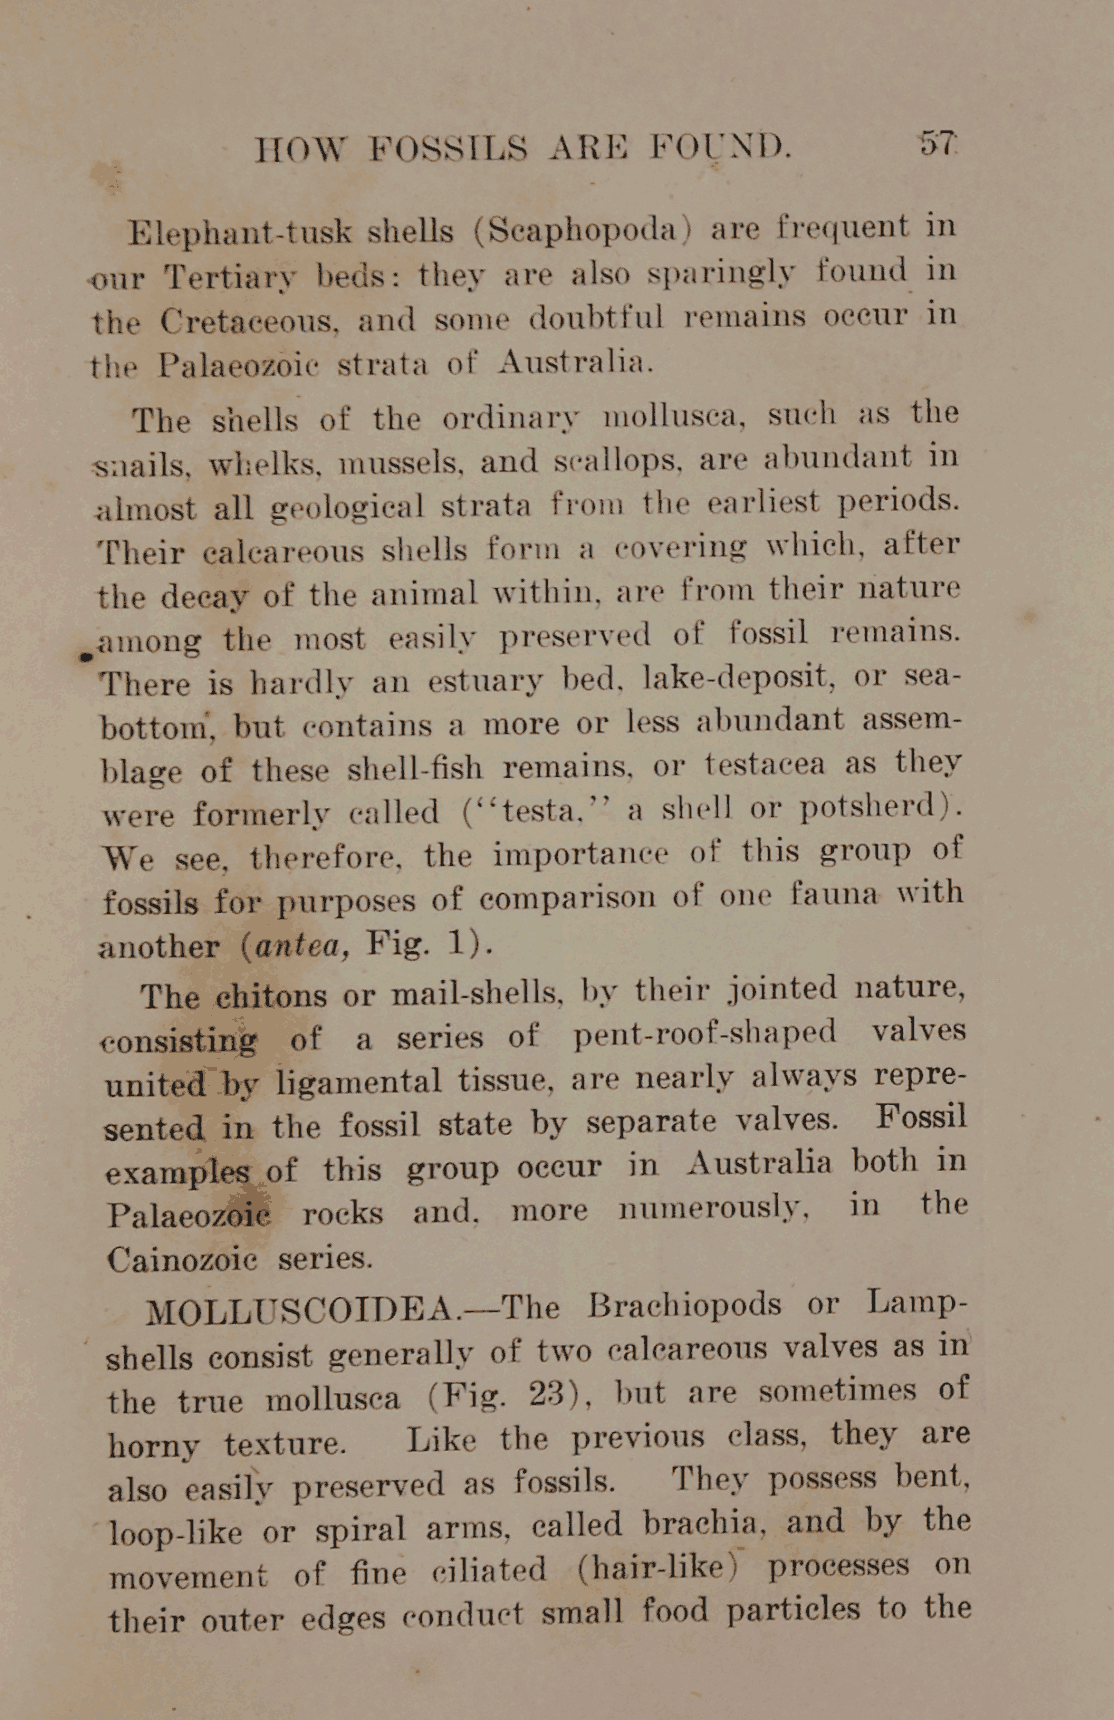 HOW FOSSILS ARE FOUND. 57
Elephant-tusk shells (Scaphopoda) are frequent in
our Tertiary beds: they are also sparingly found in
the Cretaceous, and some doubtful remains occur in
the Palaeozoic strata of Australia.
The shells of the ordinary mollusca, such as the
snails, whelks, mussels, and scallops, are abundant in
almost all geological strata from the earliest periods.
Their calcareous shells form a covering which, after
the decay of the animal within, are from their nature
among the most easily preserved of fossil remains.
There is hardly an estuary bed, lake-deposit, or sea-
bottom, but contains a more or less abundant assem-
blage of these shell-fish remains, or testacea as they
were formerly called (“testa,” a shell or potsherd).
We see, therefore, the importance of this group of
fossils for purposes of comparison of one fauna with
another (antea, Fig. 1).
The chitons or mail-shells, by their jointed nature,
consisting of a series of pent-roof-shaped valves
united by ligamental tissue, are nearly always repre-
sented in the fossil state by separate valves. Fossil
examples of this group occur in Australia both in
Palaeozoic rocks and, more numerously, in the
Cainozoic series.
MOLLUSCOIDEA.—The Brachiopods or Lamp-
shells consist generally of two calcareous valves as in
the true mollusca (Fig. 23), but are sometimes of
horny texture. Like the previous class, they are
also easily preserved as fossils. They possess bent,
loop-like or spiral arms, called brachia, and by the
movement of fine ciliated (hair-like) processes on
their outer edges conduct small food particles to the